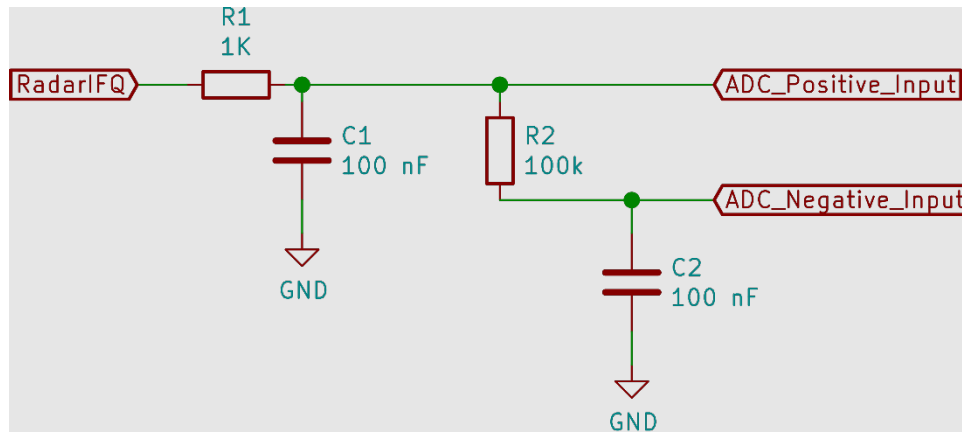 R1
1K
RadarIFQ
ADC_Positive_Input
C1
100 nF
R2
100k
ADC_Negative_Input
GND
C2
100 nF
GND